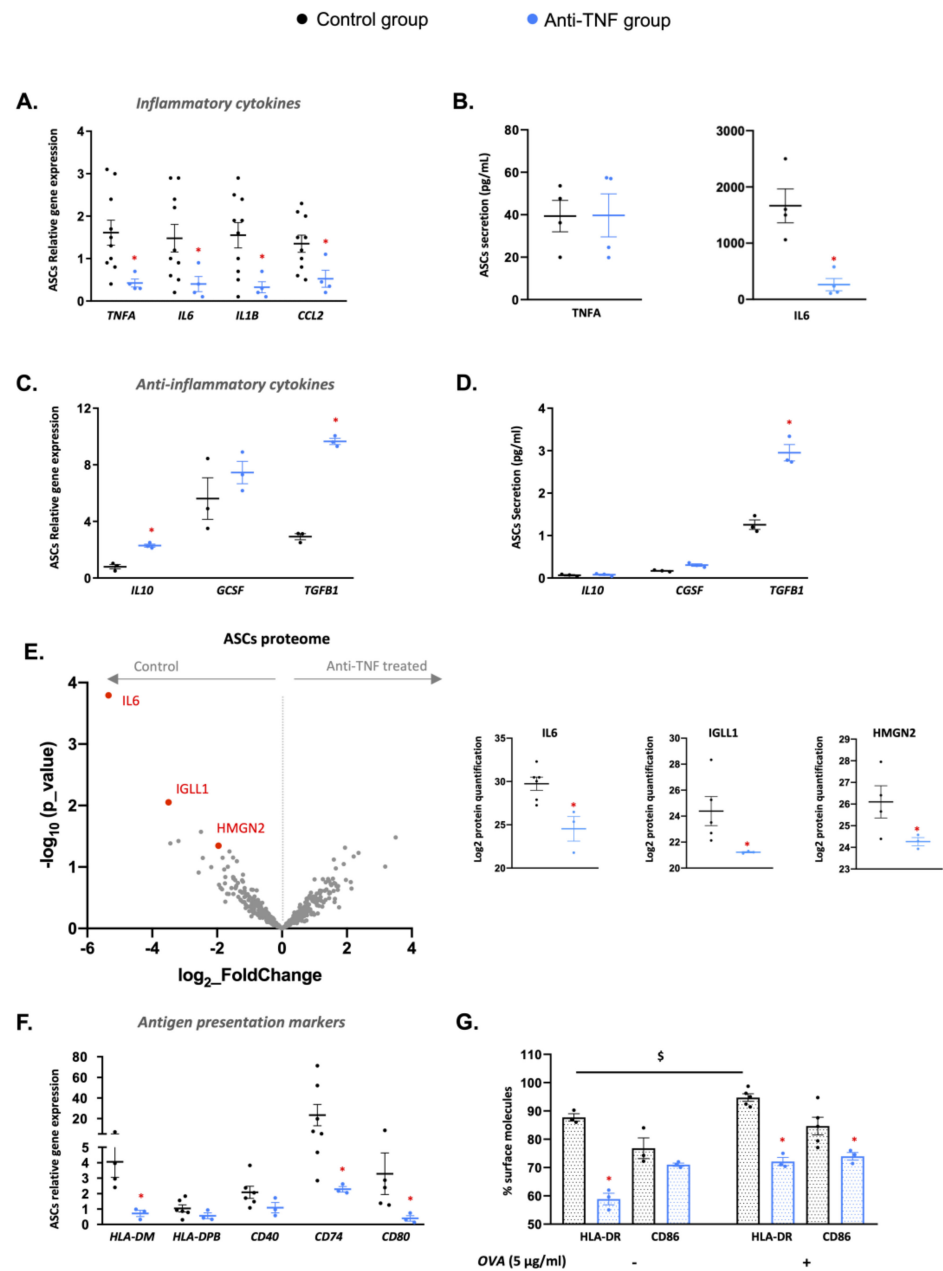 Control group Anti-TNF group
A. Inflammatory cytokines
ASCs Relative gene expression
4
3
2
1
0
TNFA IL6 IL1B CCL2
* * * *
B.
ASCs secretion (pg/mL)
80
60
40
20
0
TNFA
3000
2000
1000
0
*
IL6
C. Anti-inflammatory cytokines
ASCs Relative gene expression
12
8
4
0
* *
IL10 GCSF TGFB1
D.
ASCs Secretion (pg/ml)
4
3
2
1
0
*
IL10 CGSF TGFB1
E. ASCs proteome
Control Anti-TNF treated
-log10 (p_value)
4
3
2
1
0
IL6
IGLL1
HMGN2
-6 -4 -2 0 2 4
log2_FoldChange
IL6
Log2 protein quantification
35
30
25
20
*
IGLL1
Log2 protein quantification
30
28
26
24
22
20
*
HMGN2
Log2 protein quantification
29
28
27
26
25
24
23
*
F. Antigen presentation markers
ASCs relative gene expression
80
60
40
20
5
4
3
2
1
0
* * *
HLA-DM HLA-DPB CD40 CD74 CD80
G.
% surface molecules
110
100
90
80
70
60
50
$
* * *
HLA-DR CD86 HLA-DR CD86
OVA (5 µg/ml) - +